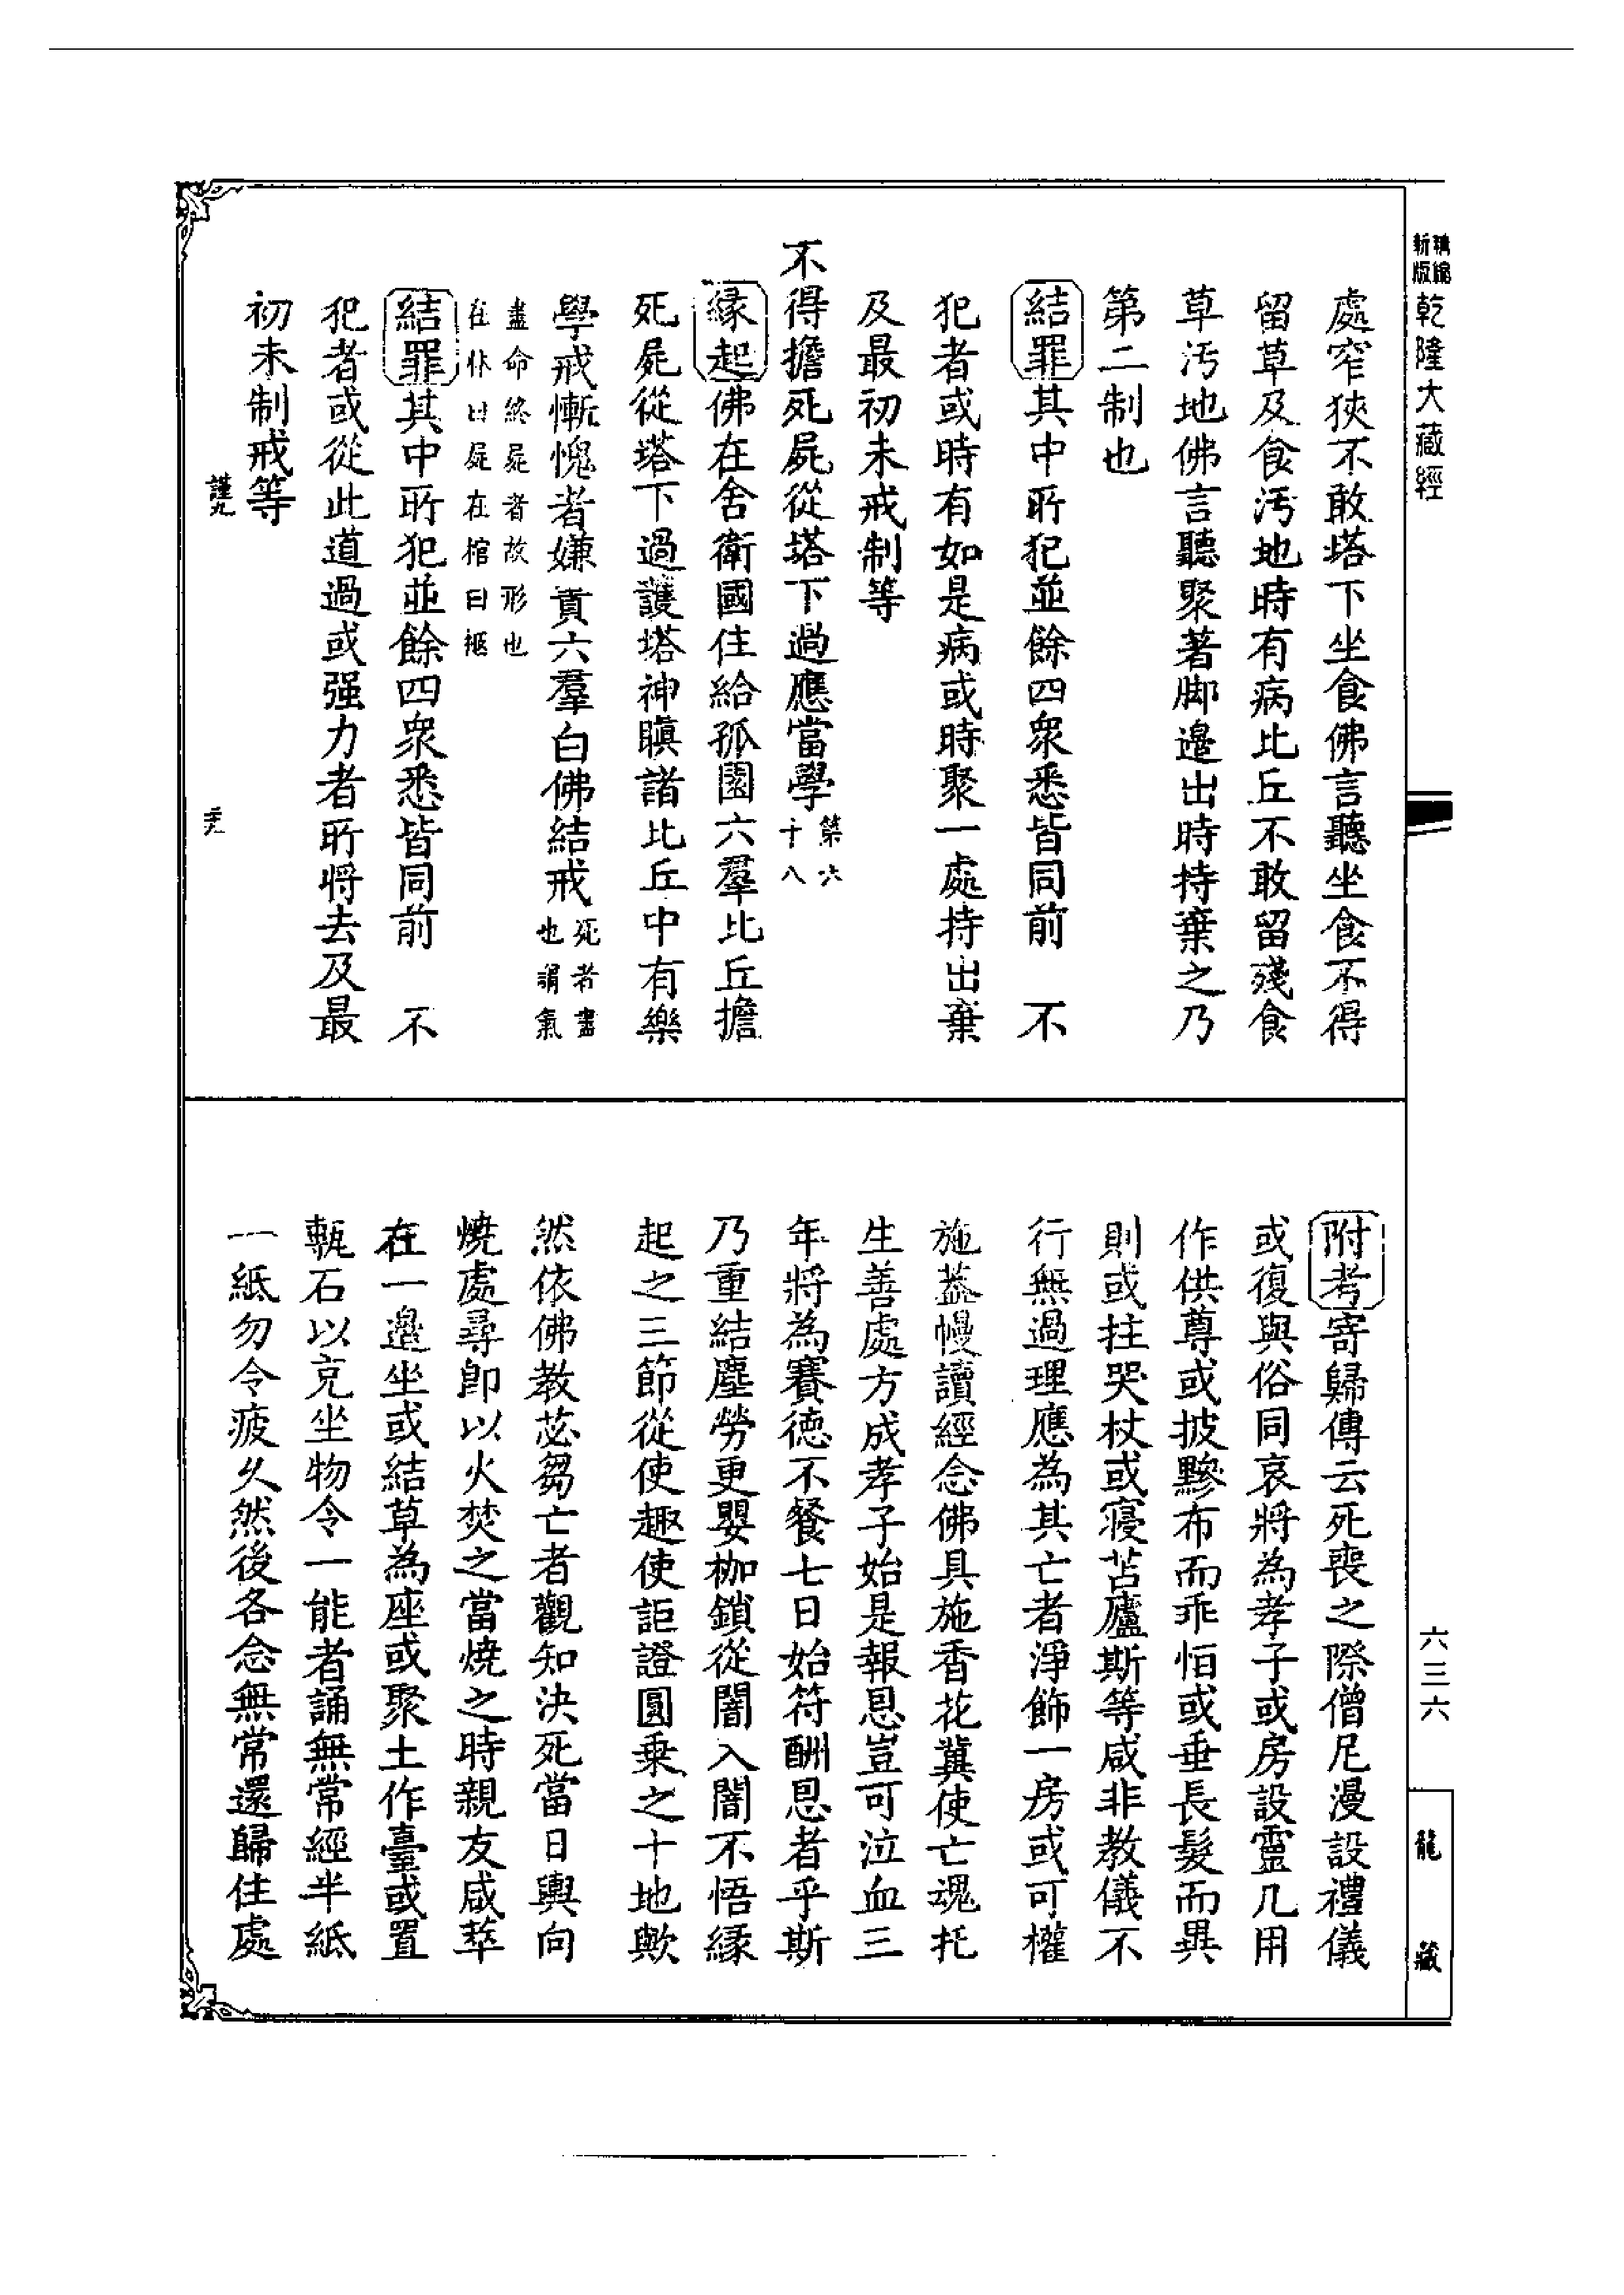 新版精縮
乾隆大藏經
六三六
龍藏
處窄狹不敢塔下坐食佛言聽坐食不得
留草及食汚地時有病比丘不敢留殘食
草汚地佛言聽聚著脚邊出時持棄之乃
第二制也
結罪其中所犯並餘四衆悉皆同前　不
犯者或時有如是病或時聚一處持出棄
及最初未戒制等
不得擔死屍從塔下過應當學第六十八
緣起佛在舍衛國住給孤園六羣比丘擔
死屍從塔下過護塔神瞋諸比丘中有樂
學戒慚愧者嫌責六羣白佛結戒死者盡也謂氣
盡命終屍者故形也
在牀曰屍在棺曰柩
結罪其中所犯並餘四衆悉皆同前　不
犯者或從此道過或强力者所將去及最
初未制戒等
謹九
附考寄歸傳云死喪之際僧尼漫設禮儀
或復與俗同哀將為孝子或房設靈几用
作供尊或披黪布而乖恒或垂長髮而異
則或拄哭杖或寢苫廬斯等咸非教儀不
行無過理應為其亡者淨飾一房或可權
施蓋幔讀經念佛具施香花冀使亡魂托
生善處方成孝子始是報恩豈可泣血三
年將為賽德不餐七日始符酬恩者乎斯
乃重結塵勞更嬰枷鎖從闇入闇不悟緣
起之三節從使趣使詎證圓乗之十地歟
然依佛教苾芻亡者觀知決死當日輿向
燒處尋卽以火焚之當燒之時親友咸萃
在一邊坐或結草為座或聚土作臺或置
甎石以充坐物令一能者誦無常經半紙
一紙勿令疲久然後各念無常還歸住處